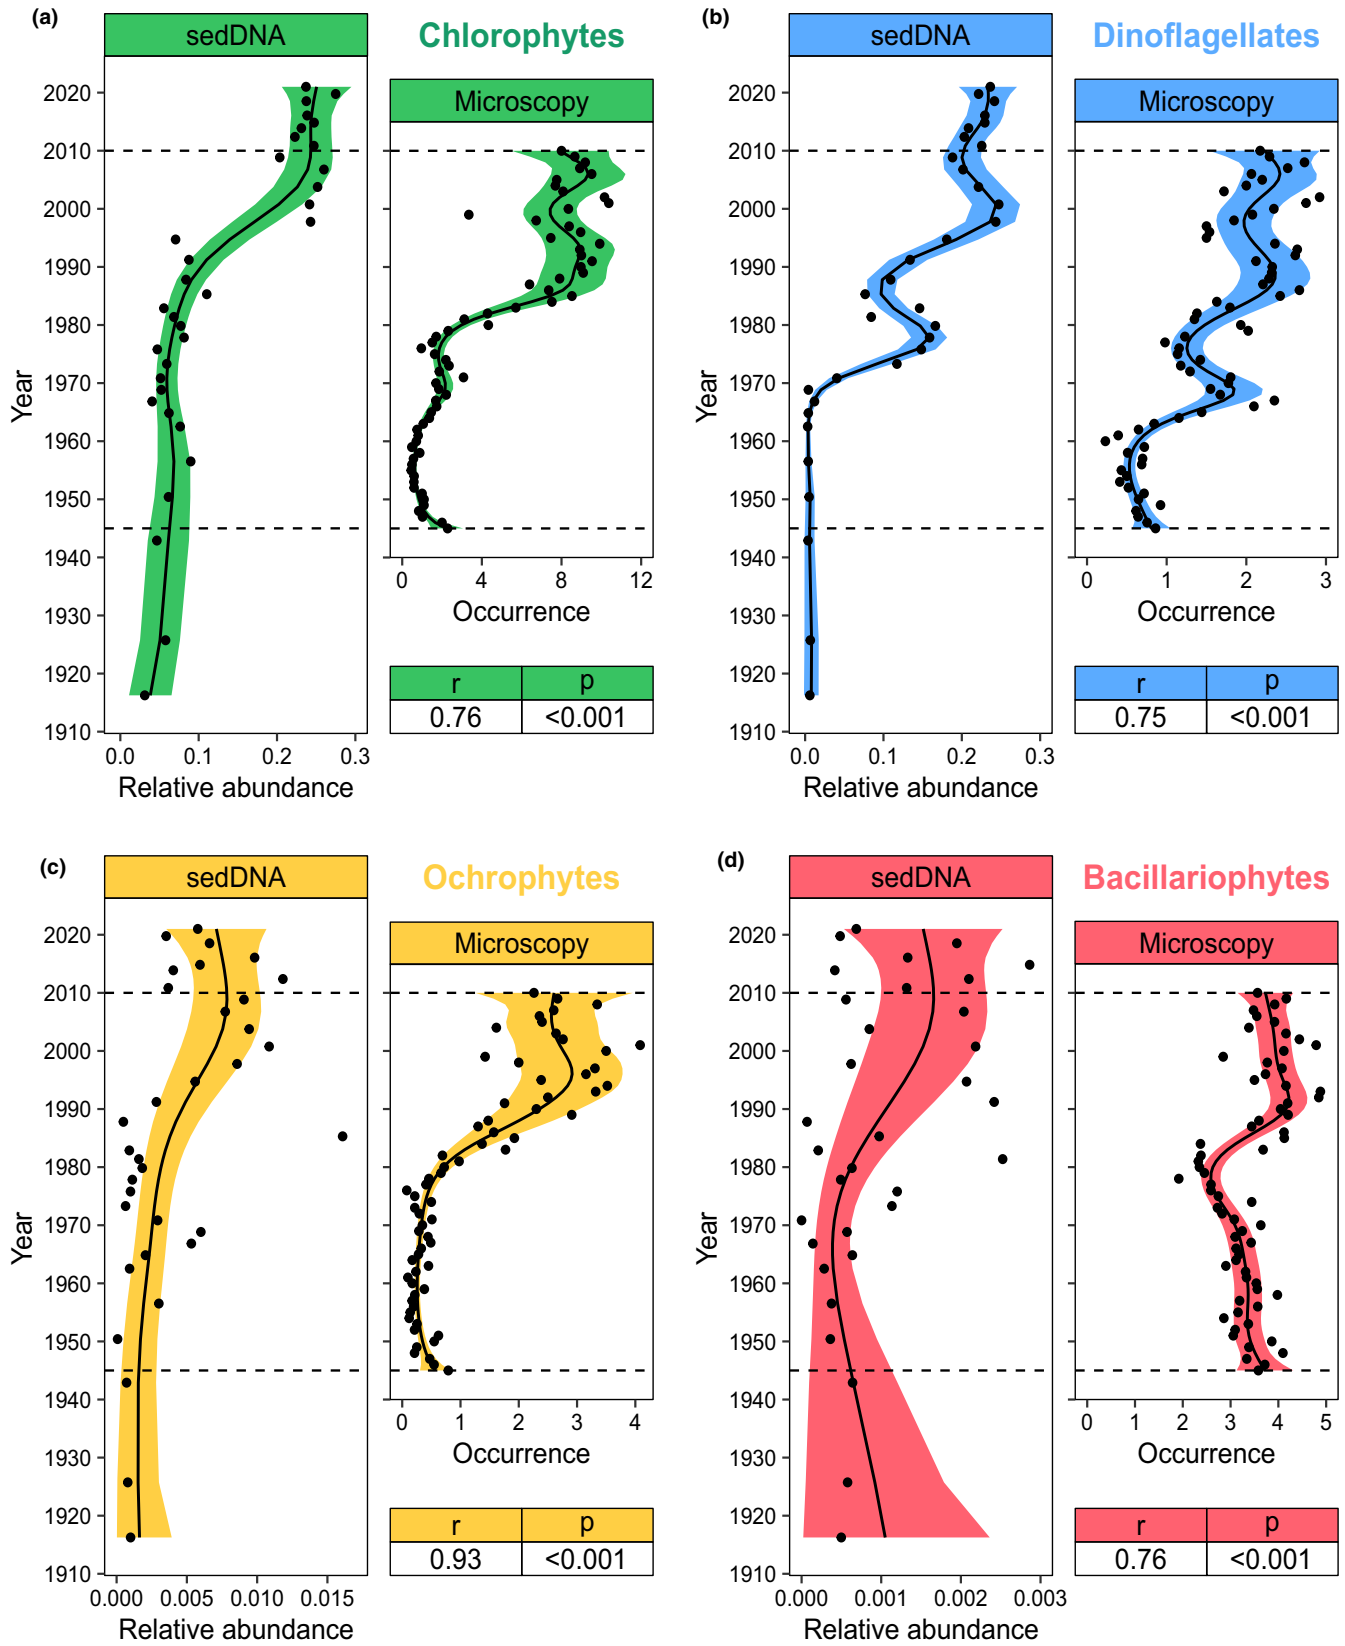 (a)
sedDNA
Chlorophytes
Microscopy
Year
2020
2010
2000
1990
1980
1970
1960
1950
1940
1930
1920
1910
0.0 0.1 0.2 0.3
Relative abundance
0 4 8 12
Occurrence
r p
0.76 <0.001
(b)
sedDNA
Dinoflagellates
Microscopy
Year
2020
2010
2000
1990
1980
1970
1960
1950
1940
1930
1920
1910
0.0 0.1 0.2 0.3
Relative abundance
0 1 2 3
Occurrence
r p
0.75 <0.001
(c)
sedDNA
Ochrophytes
Microscopy
Year
2020
2010
2000
1990
1980
1970
1960
1950
1940
1930
1920
1910
0.000 0.005 0.010 0.015
Relative abundance
0 1 2 3 4
Occurrence
r p
0.93 <0.001
(d)
sedDNA
Bacillariophytes
Microscopy
Year
2020
2010
2000
1990
1980
1970
1960
1950
1940
1930
1920
1910
0.000 0.001 0.002 0.003
Relative abundance
0 1 2 3 4 5
Occurrence
r p
0.76 <0.001